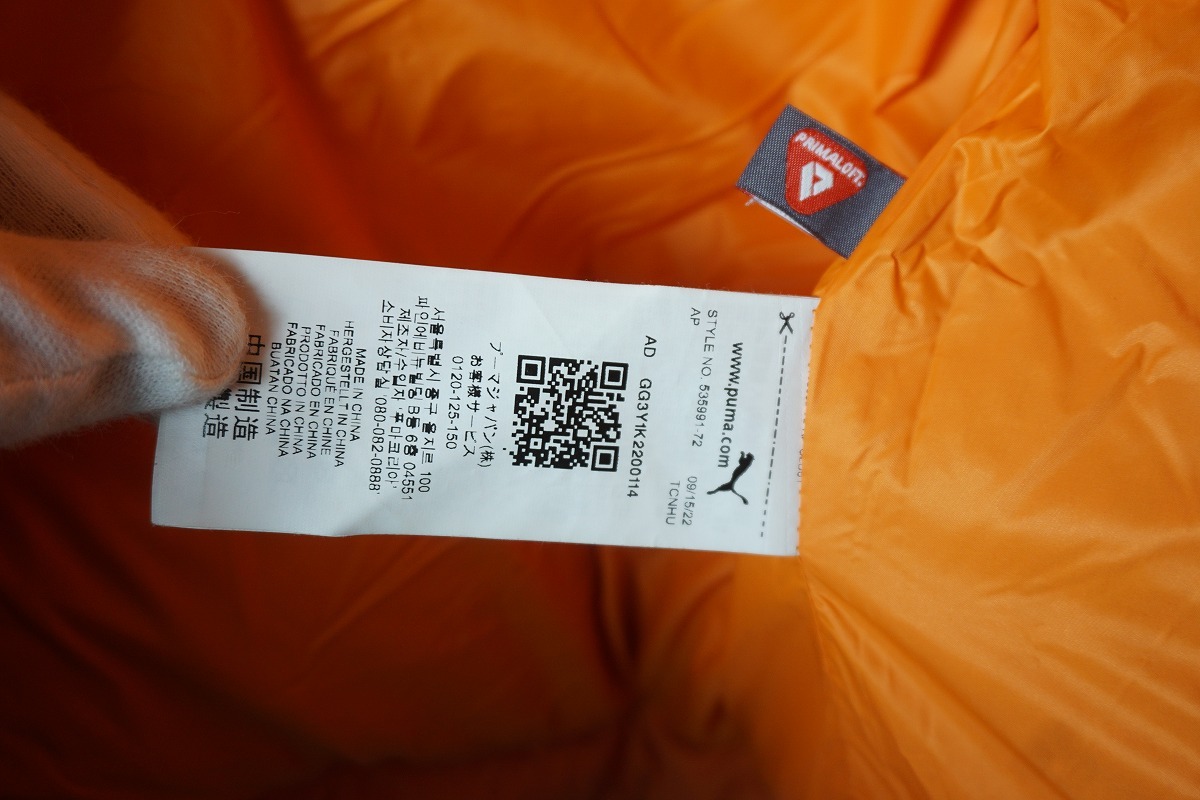 PRIMALOFT
www.puma.com
STYLE NO. 535991-72 09/15/22
AP TCNHU
AD GG3Y1K2200114
プーマジャパン(株)
お客様サービス
0120-125-150
서울특별시 중구 을지로 100
파인에비뉴빌딩 B동 6층 04551
제조자/수입자 : 푸마코리아
소비자상담실 '080-082-0888'
MADE IN CHINA
HERGESTELLT IN CHINA
FABRIQUE EN CHINE
FABRICADO EN CHINA
PRODOTTO IN CHINA
FABRICADO NA CHINA
BUATAN CHINA
中国制造
製造